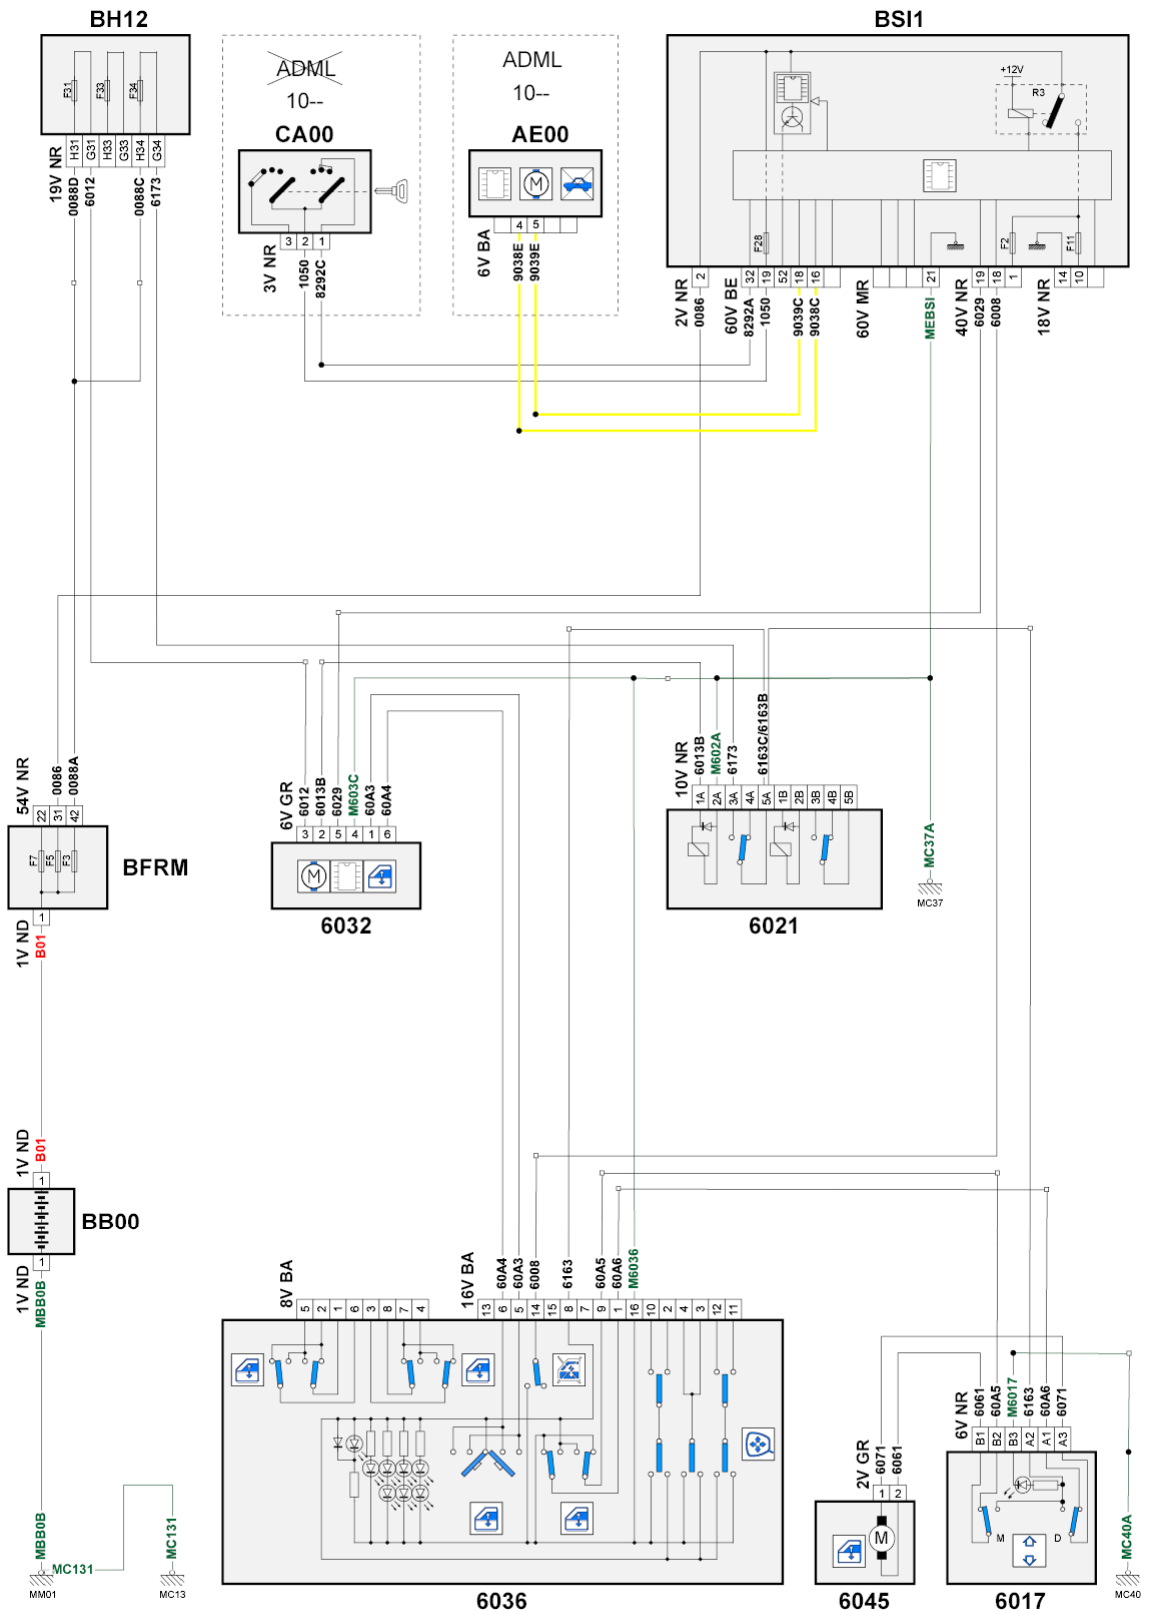 BH12
BSI1
F31
F33
F34
19V NR
H31
G31
H33
G33
H34
G34
0088D
6012
0088C
6173
ADML
10--
CA00
3
2
1
3V NR
1050
8292C
ADML
10--
AE00
M
4
5
6V BA
9038E
9039E
+12V
R3
F28
F2
F11
2V NR
2
0086
60V BE
32
19
52
18
16
8292A
1050
9039C
9038C
60V MR
21
MEBSI
40V NR
19
18
1
6029
6008
18V NR
14
10
54V NR
0086
0088A
22
31
42
F7
F5
F3
BFRM
1
1V ND
B01
6V GR
6012
6013B
6029
M603C
60A3
60A4
3
2
5
4
1
6
M
6032
10V NR
6013B
M602A
6173
6163C/6163B
1A
2A
3A
4A
5A
1B
2B
3B
4B
5B
6021
MC37A
MC37
1V ND
B01
1
BB00
1
1V ND
MBB0B
MBB0B
MC131
MC131
MM01
MC13
8V BA
5
2
1
6
3
8
7
4
16V BA
60A4
60A3
6008
6163
60A5
60A6
M6036
13
6
5
14
15
8
7
9
1
16
10
2
4
3
12
11
6036
2V GR
6071
6061
1
2
M
6045
6V NR
6061
60A5
M6017
6163
60A6
6071
B1
B2
B3
A2
A1
A3
M
D
6017
MC40A
MC40